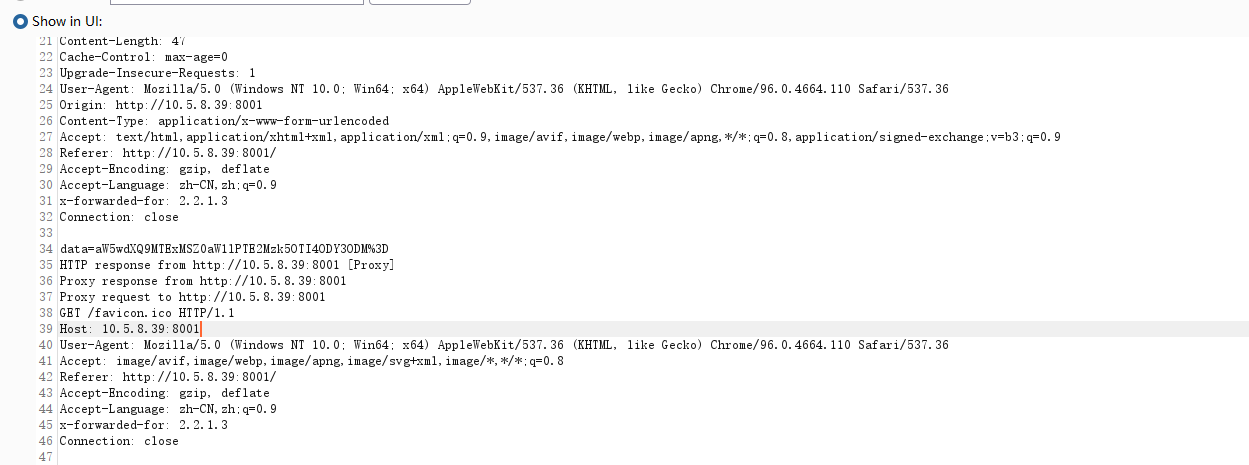 Show in UI:
21 Content-Length: 47
22 Cache-Control: max-age=0
23 Upgrade-Insecure-Requests: 1
24 User-Agent: Mozilla/5.0 (Windows NT 10.0; Win64; x64) AppleWebKit/537.36 (KHTML, like Gecko) Chrome/96.0.4664.110 Safari/537.36
25 Origin: http://10.5.8.39:8001
26 Content-Type: application/x-www-form-urlencoded
27 Accept: text/html,application/xhtml+xml,application/xml;q=0.9,image/avif,image/webp,image/apng,*/*;q=0.8,application/signed-exchange;v=b3;q=0.9
28 Referer: http://10.5.8.39:8001/
29 Accept-Encoding: gzip, deflate
30 Accept-Language: zh-CN,zh;q=0.9
31 x-forwarded-for: 2.2.1.3
32 Connection: close
33
34 data=aW5wdXQ9MTExMSZ0aW1lPTE2Mzk5OTI4ODY3ODM%3D
35 HTTP response from http://10.5.8.39:8001 [Proxy]
36 Proxy response from http://10.5.8.39:8001
37 Proxy request to http://10.5.8.39:8001
38 GET /favicon.ico HTTP/1.1
39 Host: 10.5.8.39:8001
40 User-Agent: Mozilla/5.0 (Windows NT 10.0; Win64; x64) AppleWebKit/537.36 (KHTML, like Gecko) Chrome/96.0.4664.110 Safari/537.36
41 Accept: image/avif,image/webp,image/apng,image/svg+xml,image/*,*/*;q=0.8
42 Referer: http://10.5.8.39:8001/
43 Accept-Encoding: gzip, deflate
44 Accept-Language: zh-CN,zh;q=0.9
45 x-forwarded-for: 2.2.1.3
46 Connection: close
47